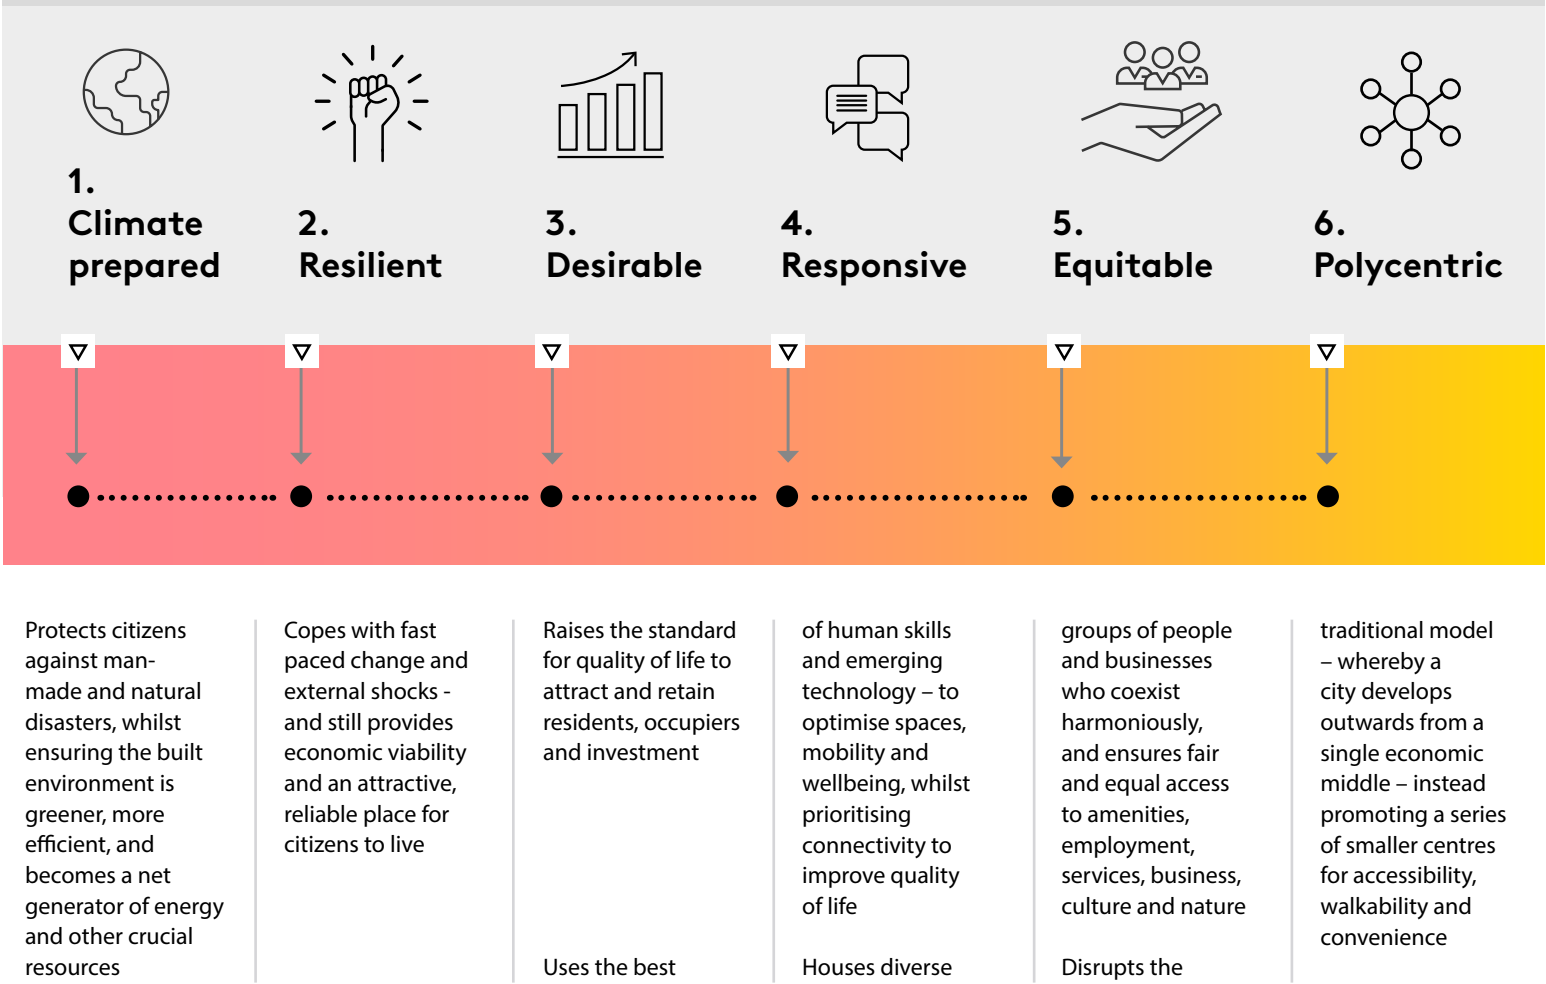 1.
Climate
prepared
2.
Resilient
3.
Desirable
4.
Responsive
5.
Equitable
6.
Polycentric
Protects citizens
against man-
made and natural
disasters, whilst
ensuring the built
environment is
greener, more
efficient, and
becomes a net
generator of energy
and other crucial
resources
Copes with fast
paced change and
external shocks -
and still provides
economic viability
and an attractive,
reliable place for
citizens to live
Raises the standard
for quality of life to
attract and retain
residents, occupiers
and investment
Uses the best
of human skills
and emerging
technology – to
optimise spaces,
mobility and
wellbeing, whilst
prioritising
connectivity to
improve quality
of life
Houses diverse
groups of people
and businesses
who coexist
harmoniously,
and ensures fair
and equal access
to amenities,
employment,
services, business,
culture and nature
Disrupts the
traditional model
– whereby a
city develops
outwards from a
single economic
middle – instead
promoting a series
of smaller centres
for accessibility,
walkability and
convenience